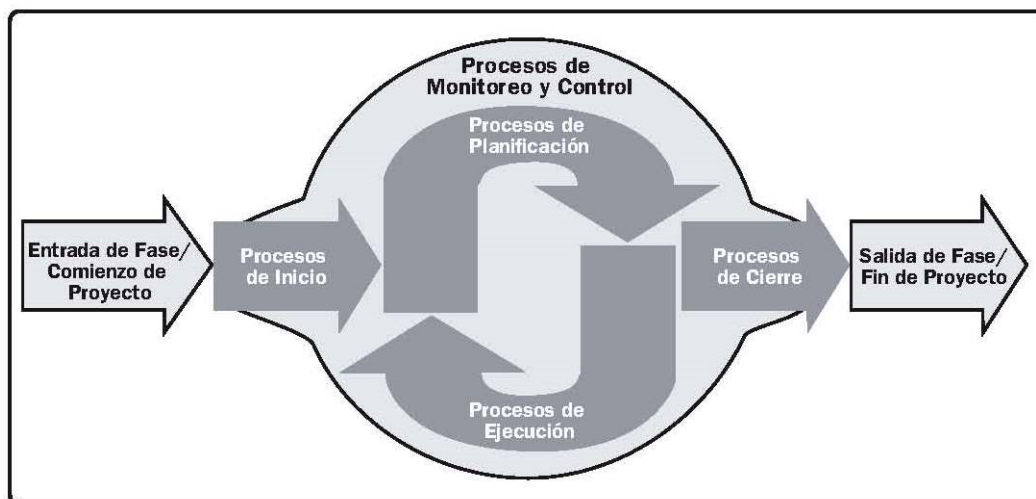 Procesos de
Monitoreo y Control
Procesos de
Planificación
Entrada de Fase/
Comienzo de
Proyecto
Procesos
de Inicio
Procesos
de Cierre
Salida de Fase/
Fin de Proyecto
Procesos de
Ejecución